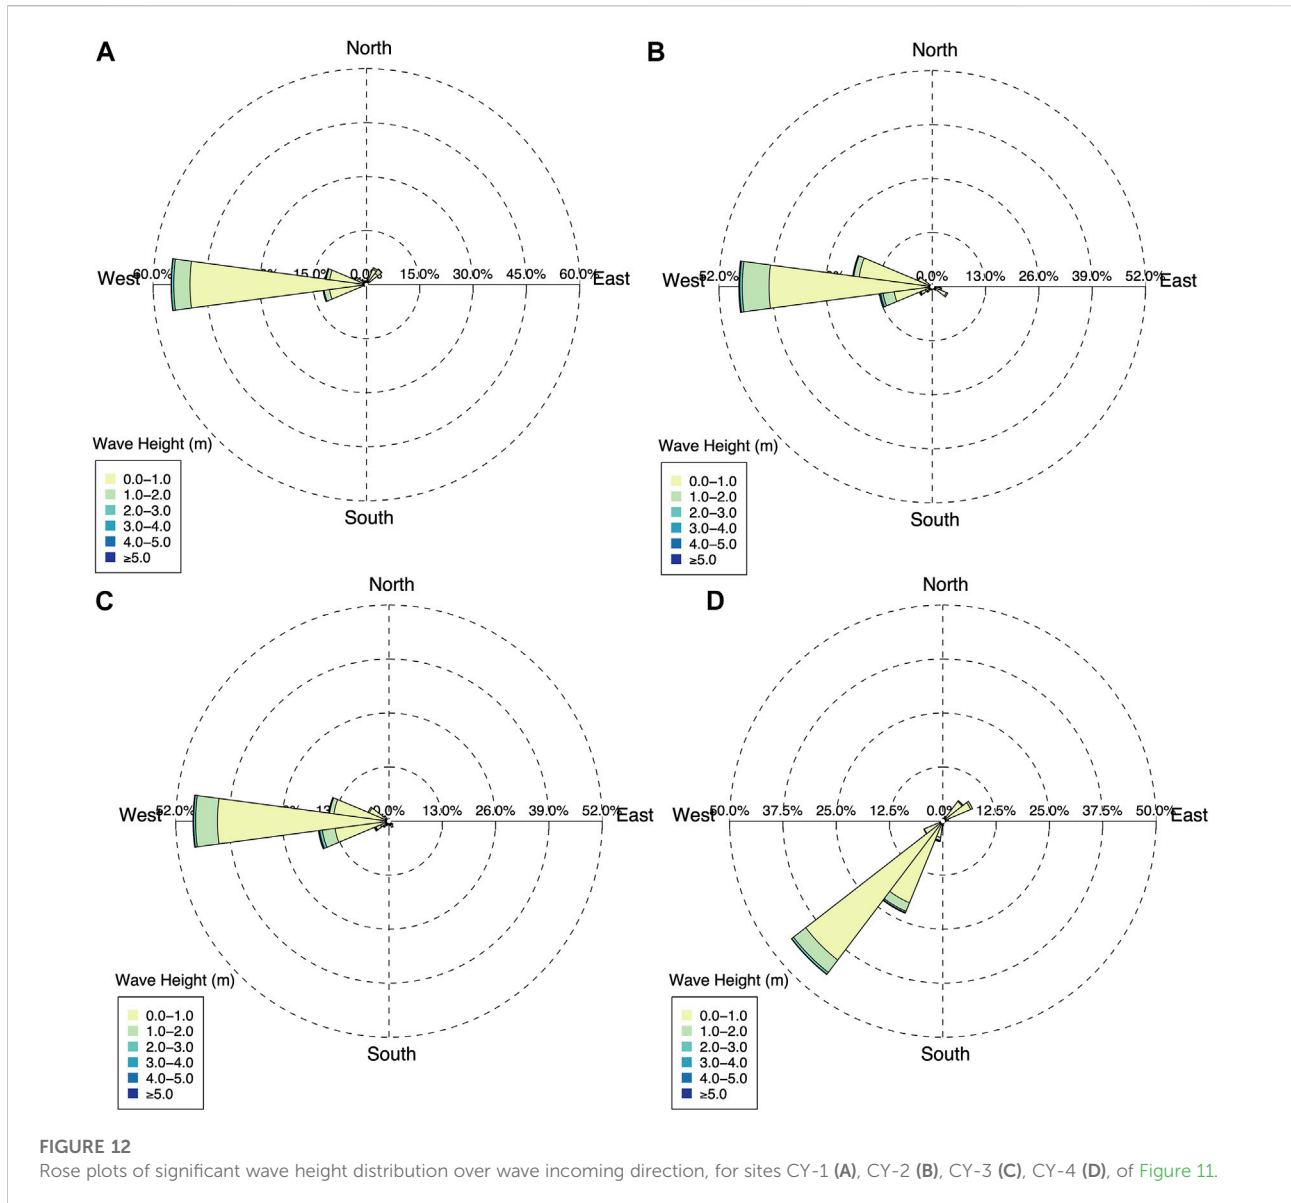 A
North
West
60.0%
15.0%
0.0%
15.0%
30.0%
45.0%
60.0%
East
South
Wave Height (m)
0.0–1.0
1.0–2.0
2.0–3.0
3.0–4.0
4.0–5.0
≥5.0
B
North
West
52.0%
0.0%
13.0%
26.0%
39.0%
52.0%
East
South
Wave Height (m)
0.0–1.0
1.0–2.0
2.0–3.0
3.0–4.0
4.0–5.0
≥5.0
C
North
West
52.0%
0.0%
13.0%
26.0%
39.0%
52.0%
East
South
Wave Height (m)
0.0–1.0
1.0–2.0
2.0–3.0
3.0–4.0
4.0–5.0
≥5.0
D
North
West
50.0%
37.5%
25.0%
12.5%
0.0%
12.5%
25.0%
37.5%
50.0%
East
South
Wave Height (m)
0.0–1.0
1.0–2.0
2.0–3.0
3.0–4.0
4.0–5.0
≥5.0
FIGURE 12
Rose plots of significant wave height distribution over wave incoming direction, for sites CY-1 (A), CY-2 (B), CY-3 (C), CY-4 (D), of Figure 11.